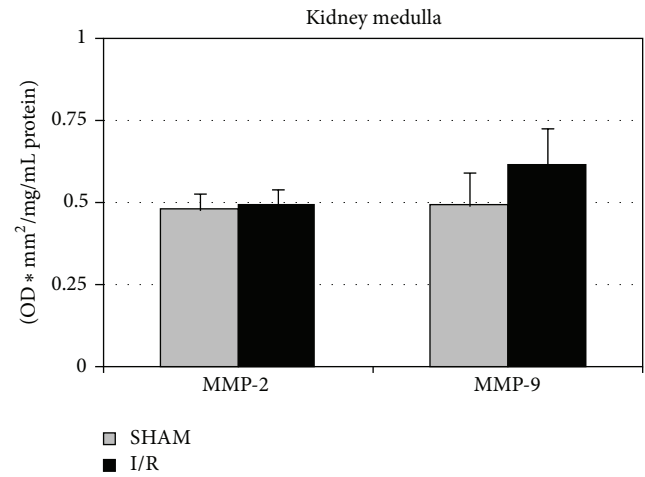 Kidney medulla
(OD ∗ mm²/mg/mL protein)
1
0.75
0.5
0.25
0
MMP-2 MMP-9
SHAM
I/R